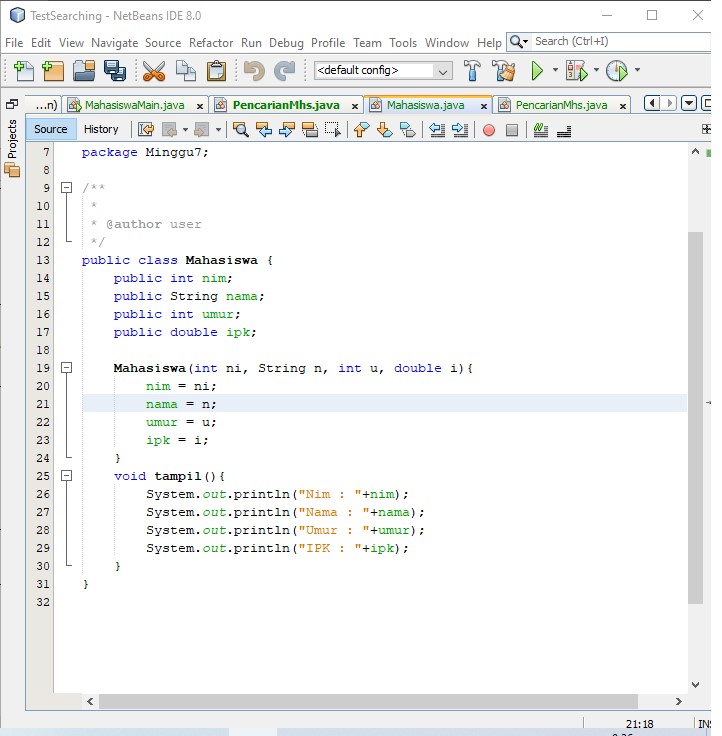 TestSearching - NetBeans IDE 8.0
File Edit View Navigate Source Refactor Run Debug Profile Team Tools Window Help Search (Ctrl+I)
<default config>
...n) MahasiswaMain.java x PencarianMhs.java x Mahasiswa.java x PencarianMhs.java x
Projects
Source History
7 package Minggu7;
8
9 /**
10 *
11 * @author user
12 */
13 public class Mahasiswa {
14 public int nim;
15 public String nama;
16 public int umur;
17 public double ipk;
18
19 Mahasiswa(int ni, String n, int u, double i){
20 nim = ni;
21 nama = n;
22 umur = u;
23 ipk = i;
24 }
25 void tampil(){
26 System.out.println("Nim : "+nim);
27 System.out.println("Nama : "+nama);
28 System.out.println("Umur : "+umur);
29 System.out.println("IPK : "+ipk);
30 }
31 }
32
21:18 INS